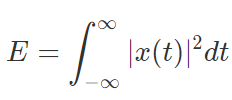 E = ∫_{-∞}^{∞} |x(t)|² dt